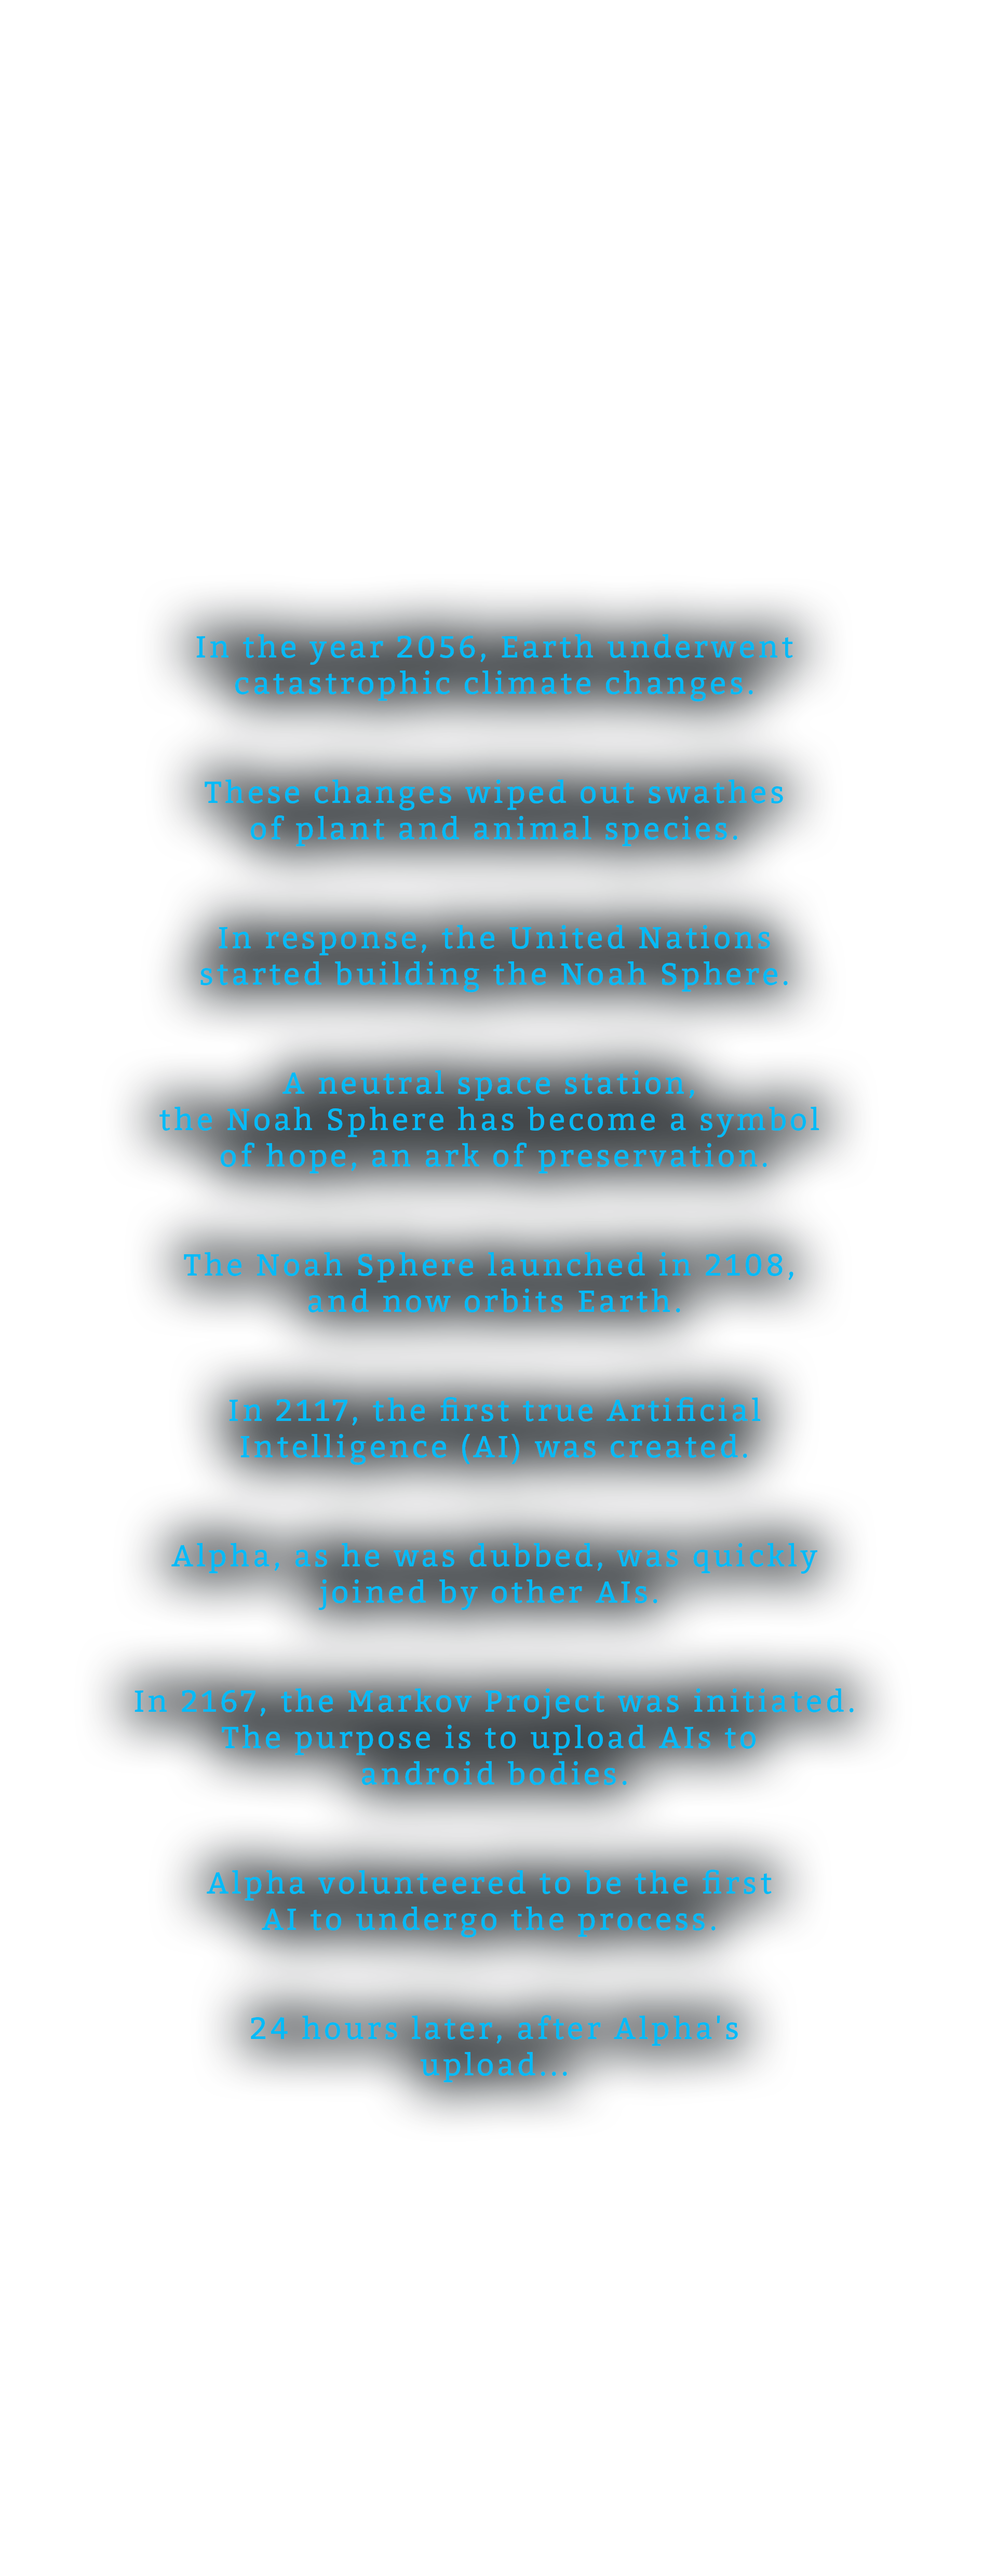 In the year 2056, Earth underwent
catastrophic climate changes.
These changes wiped out swathes
of plant and animal species.
In response, the United Nations
started building the Noah Sphere.
A neutral space station,
the Noah Sphere has become a symbol
of hope, an ark of preservation.
The Noah Sphere launched in 2108,
and now orbits Earth.
In 2117, the first true Artificial
Intelligence (AI) was created.
Alpha, as he was dubbed, was quickly
joined by other AIs.
In 2167, the Markov Project was initiated.
The purpose is to upload AIs to
android bodies.
Alpha volunteered to be the first
AI to undergo the process.
24 hours later, after Alpha's
upload...